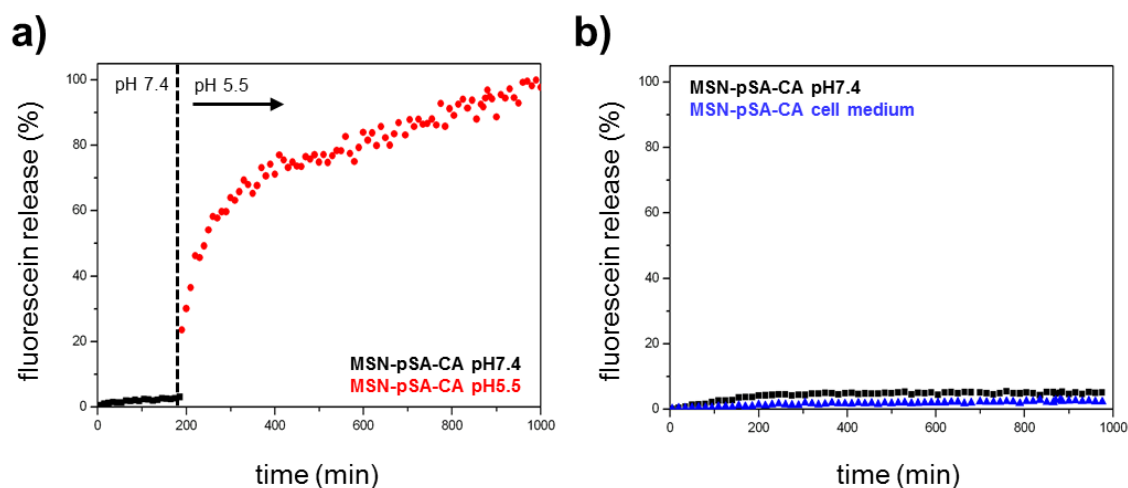 a)
fluorescein release (%)
100
80
60
40
20
0
pH 7.4
pH 5.5
MSN-pSA-CA pH7.4
MSN-pSA-CA pH5.5
0 200 400 600 800 1000
time (min)
b)
fluorescein release (%)
100
80
60
40
20
0
MSN-pSA-CA pH7.4
MSN-pSA-CA cell medium
0 200 400 600 800 1000
time (min)